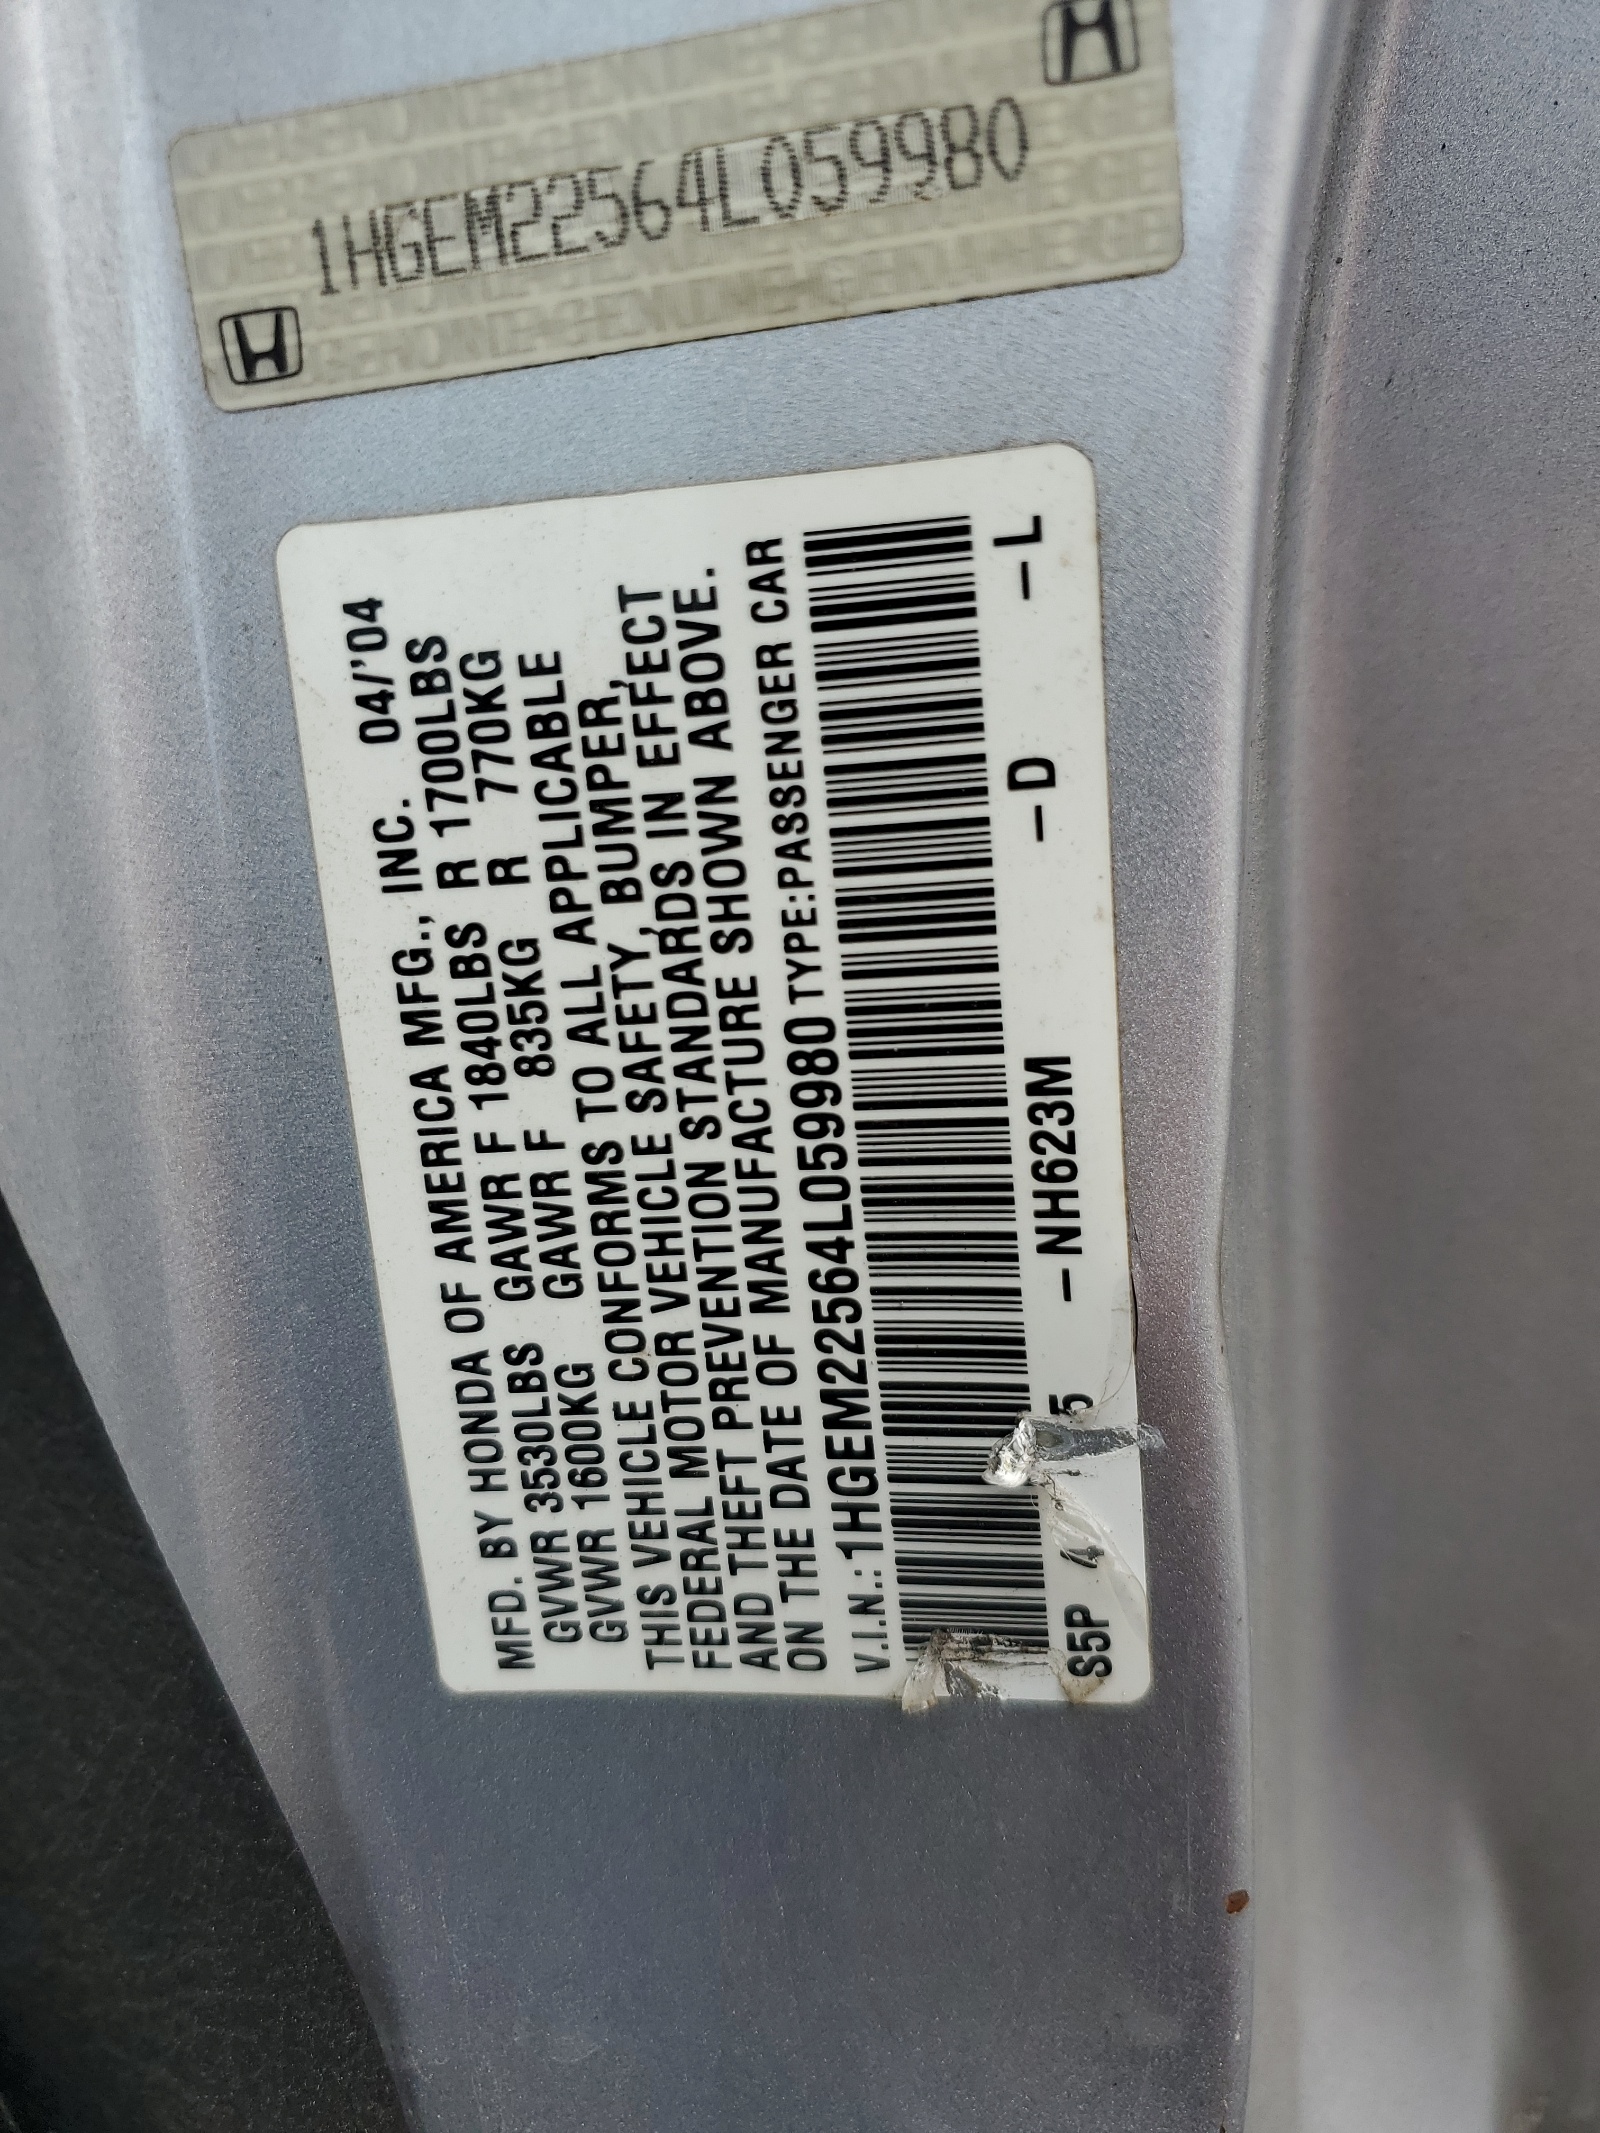 1HGEM22564L059980
MFD. BY HONDA OF AMERICA MFG., INC. 04/'04
GVWR 3530LBS GAWR F 1840LBS R 1700LBS
GVWR 1600KG GAWR F 835KG R 770KG
THIS VEHICLE CONFORMS TO ALL APPLICABLE
FEDERAL MOTOR VEHICLE SAFETY, BUMPER,
AND THEFT PREVENTION STANDARDS IN EFFECT
ON THE DATE OF MANUFACTURE SHOWN ABOVE.
V.I.N.:1HGEM22564L059980 TYPE:PASSENGER CAR
S5P 5 –NH623M –D –L